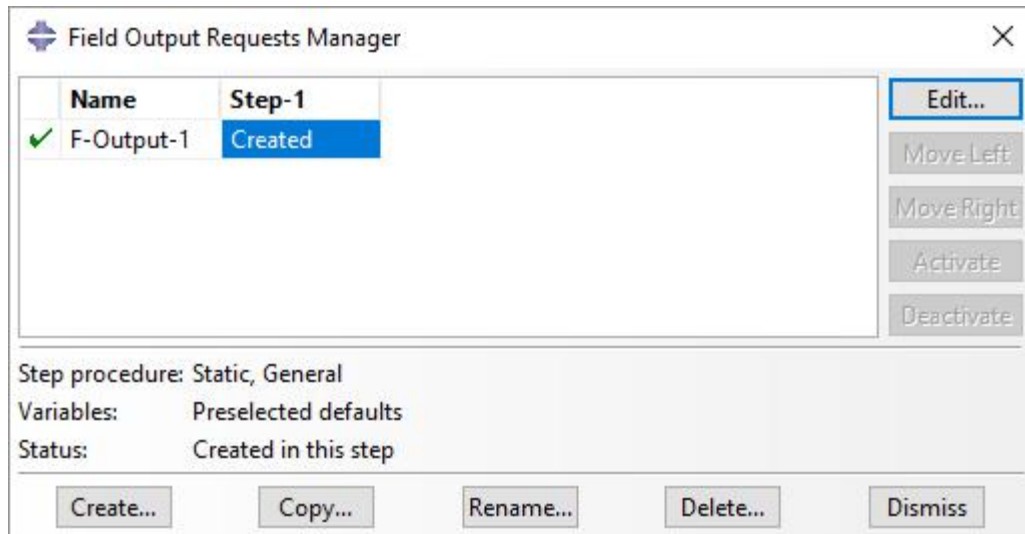 Field Output Requests Manager
Name Step-1 Edit...
F-Output-1 Created
Move Left
Move Right
Activate
Deactivate
Step procedure: Static, General
Variables: Preselected defaults
Status: Created in this step
Create... Copy... Rename... Delete... Dismiss